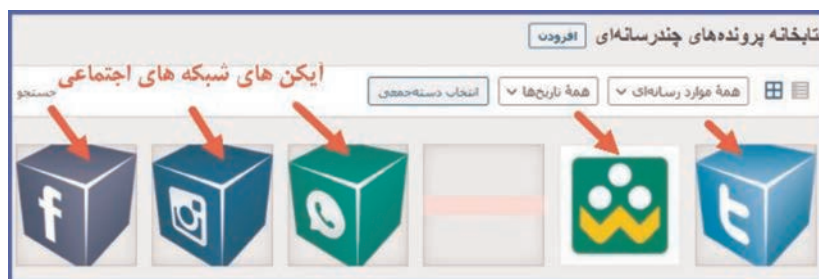 تابخانه پرونده‌های چندرسانه‌ای افزودن
آیکن های شبکه های اجتماعی
همهٔ موارد رسانه‌ای همهٔ تاریخ‌ها انتخاب دسته‌جمعی جستجو